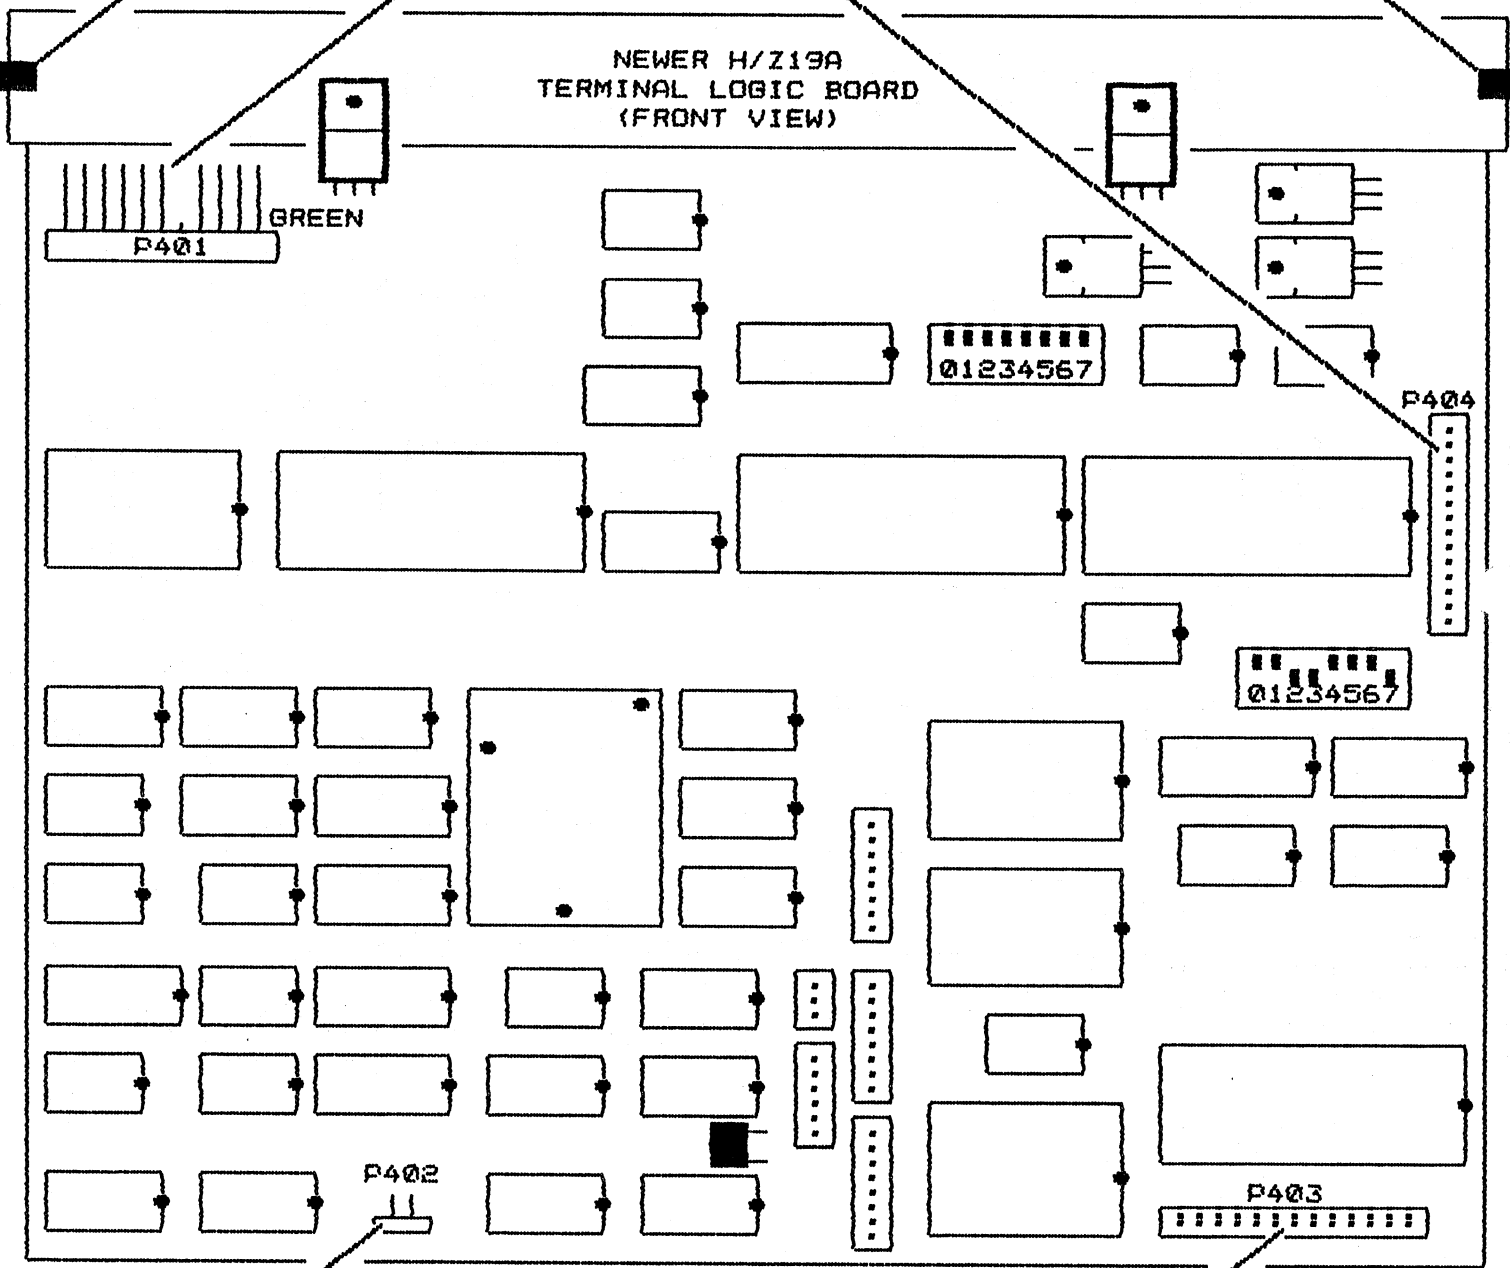 NEWER H/Z19A
TERMINAL LOGIC BOARD
(FRONT VIEW)
GREEN
P401
01234567
P404
01234567
P402
P403